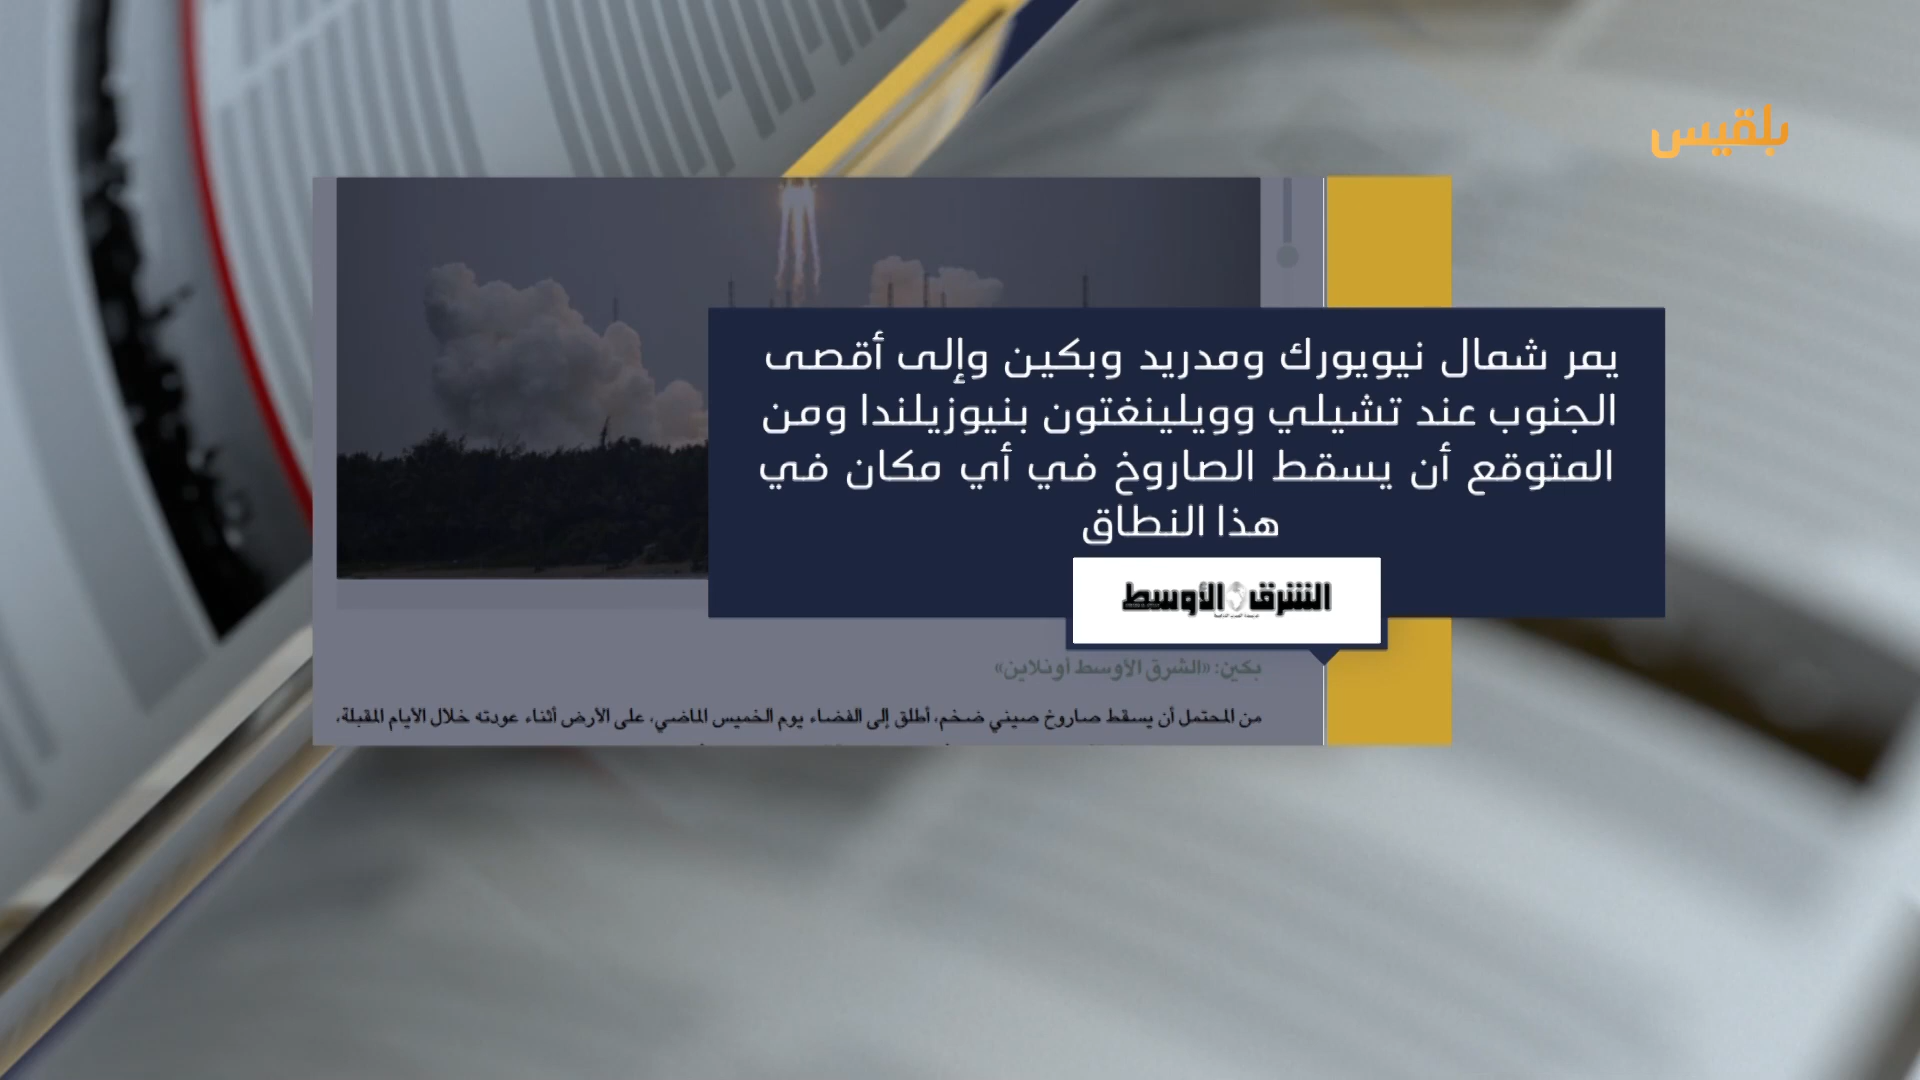 بلقيس
يمر شمال نيويورك ومدريد وبكين وإلى أقصى
الجنوب عند تشيلي وويلينغتون بنيوزيلندا ومن
المتوقع أن يسقط الصاروخ في أي مكان في
هذا النطاق
الشرق الأوسط
بكين: «الشرق الأوسط أونلاين»
من المحتمل أن يسقط صاروخ صيني ضخم، أطلق إلى الفضاء يوم الخميس الماضي، على الأرض أثناء عودته خلال الأيام المقبلة،